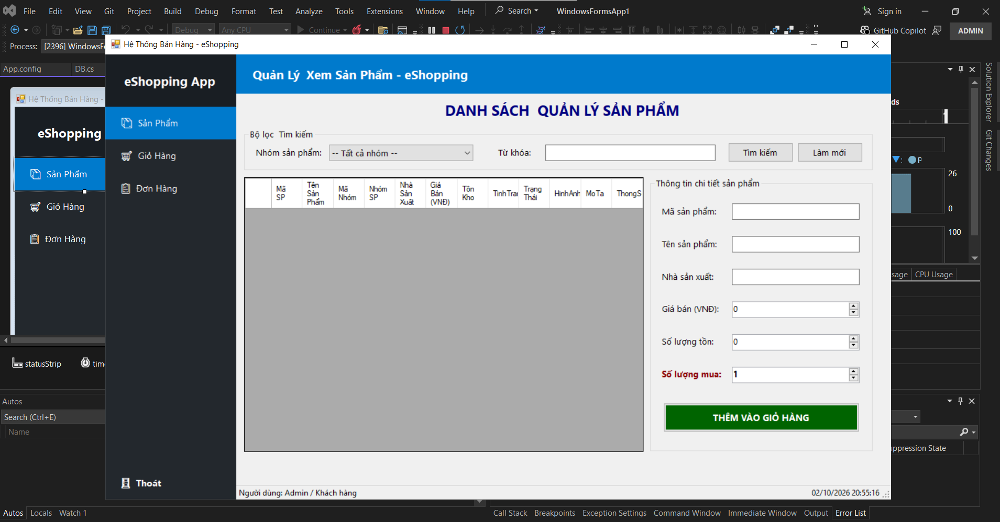 File Edit View Git Project Build Debug Format Test Analyze Tools Extensions Window Help Search WindowsFormsApp1 Sign in
Debug Any CPU Continue GitHub Copilot ADMIN
Process: [2396] WindowsFo
Hệ Thống Bán Hàng - eShopping
App.config DB.cs
eShopping App
Quản Lý Xem Sản Phẩm - eShopping
Hệ Thống Bán Hàng -
eShopping
Sản Phẩm
Giỏ Hàng
Đơn Hàng
statusStrip
Sản Phẩm
Giỏ Hàng
Đơn Hàng
Thoát
DANH SÁCH QUẢN LÝ SẢN PHẨM
Bộ lọc Tìm kiếm
Nhóm sản phẩm: -- Tất cả nhóm -- Từ khóa: Tìm kiếm Làm mới
Mã SP
Tên Sản Phẩm
Mã Nhóm
Nhóm SP
Nhà Sản Xuất
Giá Bán (VNĐ)
Tồn Kho
TinhTrar
Trạng Thái
HinhAnh
MoTa
ThongS
Thông tin chi tiết sản phẩm
Mã sản phẩm:
Tên sản phẩm:
Nhà sản xuất:
Giá bán (VNĐ): 0
Số lượng tồn: 0
Số lượng mua: 1
THÊM VÀO GIỎ HÀNG
Người dùng: Admin / Khách hàng 02/10/2026 20:55:16
ds
26
0
100
sage CPU Usage
uppression State
Solution Explorer
Git Changes
Autos
Search (Ctrl+E)
Name
Autos Locals Watch 1
Call Stack Breakpoints Exception Settings Command Window Immediate Window Output Error List